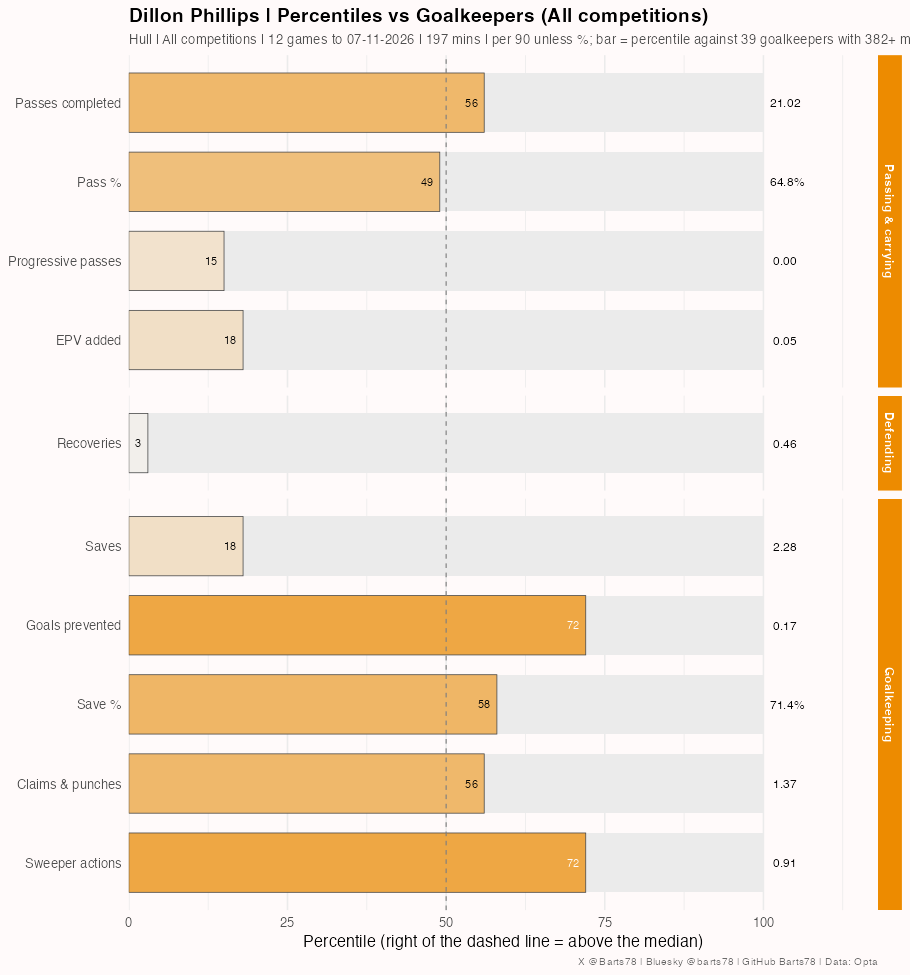 Dillon Phillips | Percentiles vs Goalkeepers (All competitions)
Hull | All competitions | 12 games to 07-11-2026 | 197 mins | per 90 unless %; bar = percentile against 39 goalkeepers with 382+ m
Passes completed 56 21.02
Pass % 49 64.8%
Progressive passes 15 0.00
EPV added 18 0.05
Passing & carrying
Recoveries 3 0.46
Defending
Saves 18 2.28
Goals prevented 72 0.17
Save % 58 71.4%
Claims & punches 56 1.37
Sweeper actions 72 0.91
Goalkeeping
0 25 50 75 100
Percentile (right of the dashed line = above the median)
X @Barts78 | Bluesky @barts78 | GitHub Barts78 | Data: Opta